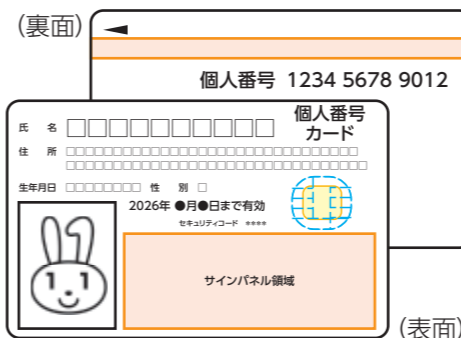 (裏面)
個人番号 1234 5678 9012
個人番号
カード
氏 名 □□□□□□□□□□
住 所 □□□□□□□□□□□□□□□□□□□□□□□□□□□
□□□□□□□□□□□□□□□□□□□□□□□□□□□□
生年月日 □□□□□□□□ 性 別 □
2026年 ●月●日まで有効
セキュリティコード ****
1 1
サインパネル領域
(表面)